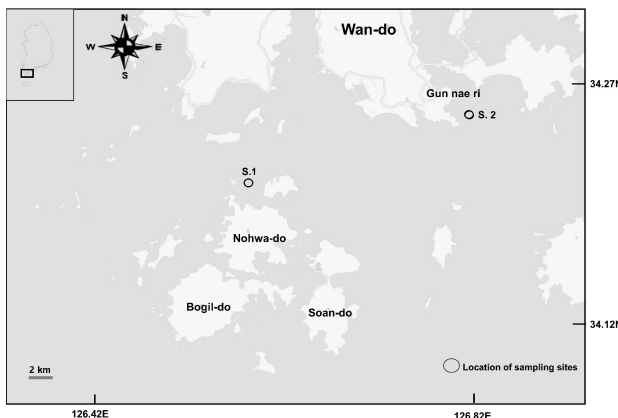 N
W E
S
Wan-do
34.27N
Gun nae ri
S. 2
S.1
Nohwa-do
Bogil-do
Soan-do
34.12N
2 km
Location of sampling sites
126.42E
126.82E